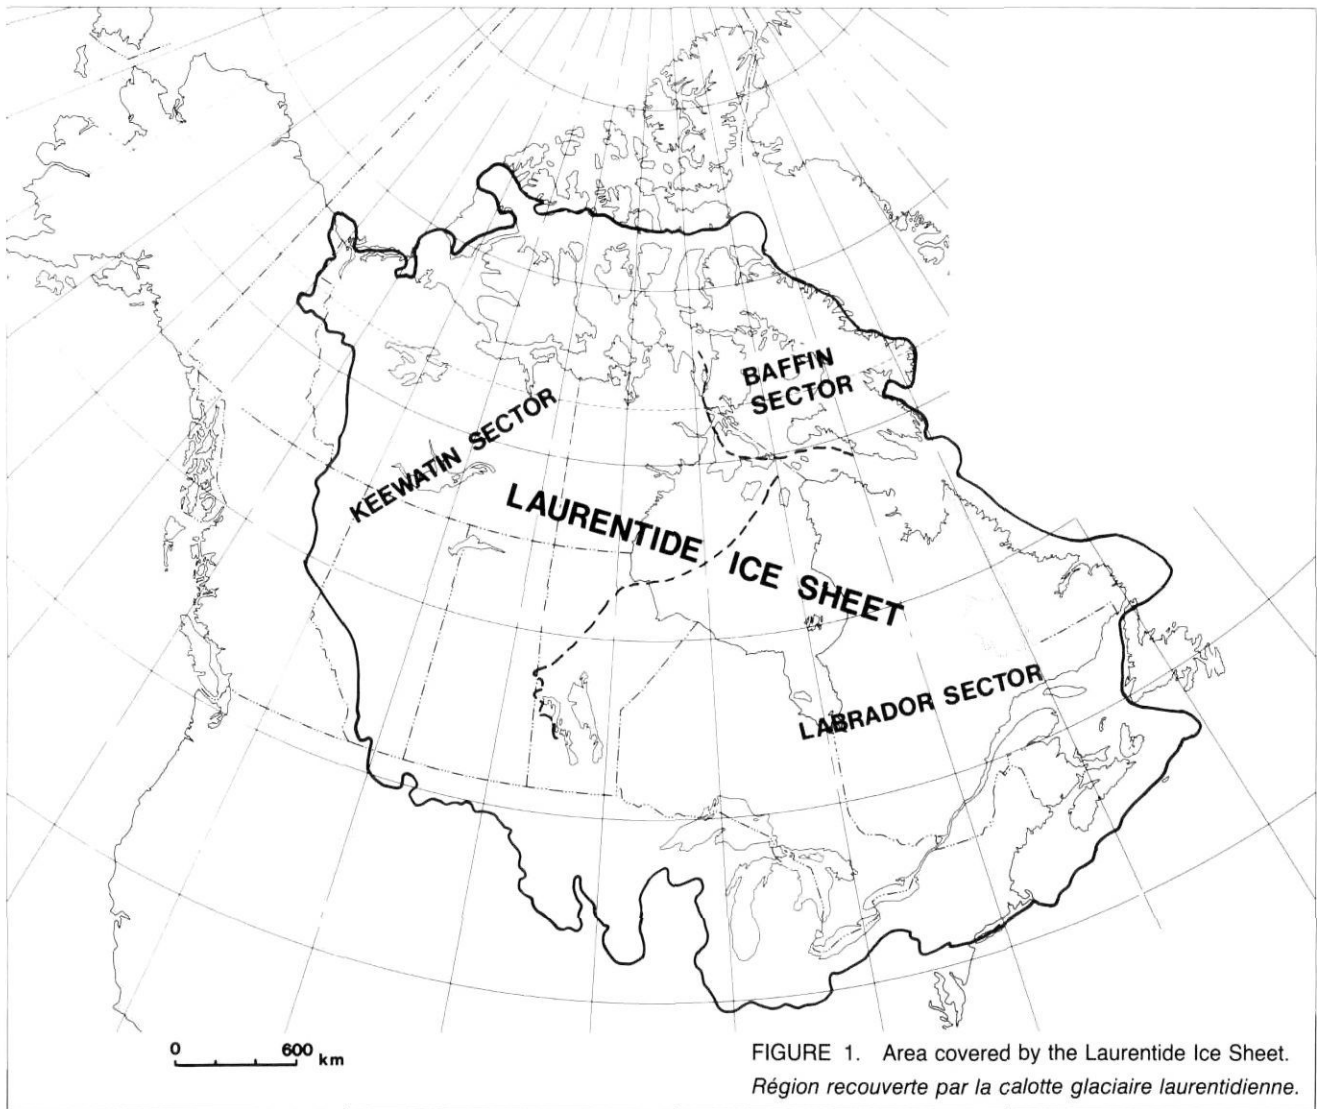 BAFFIN
SECTOR
KEEWATIN SECTOR
LAURENTIDE ICE SHEET
LABRADOR SECTOR
0 600 km
FIGURE 1. Area covered by the Laurentide Ice Sheet.
Région recouverte par la calotte glaciaire laurentidienne.